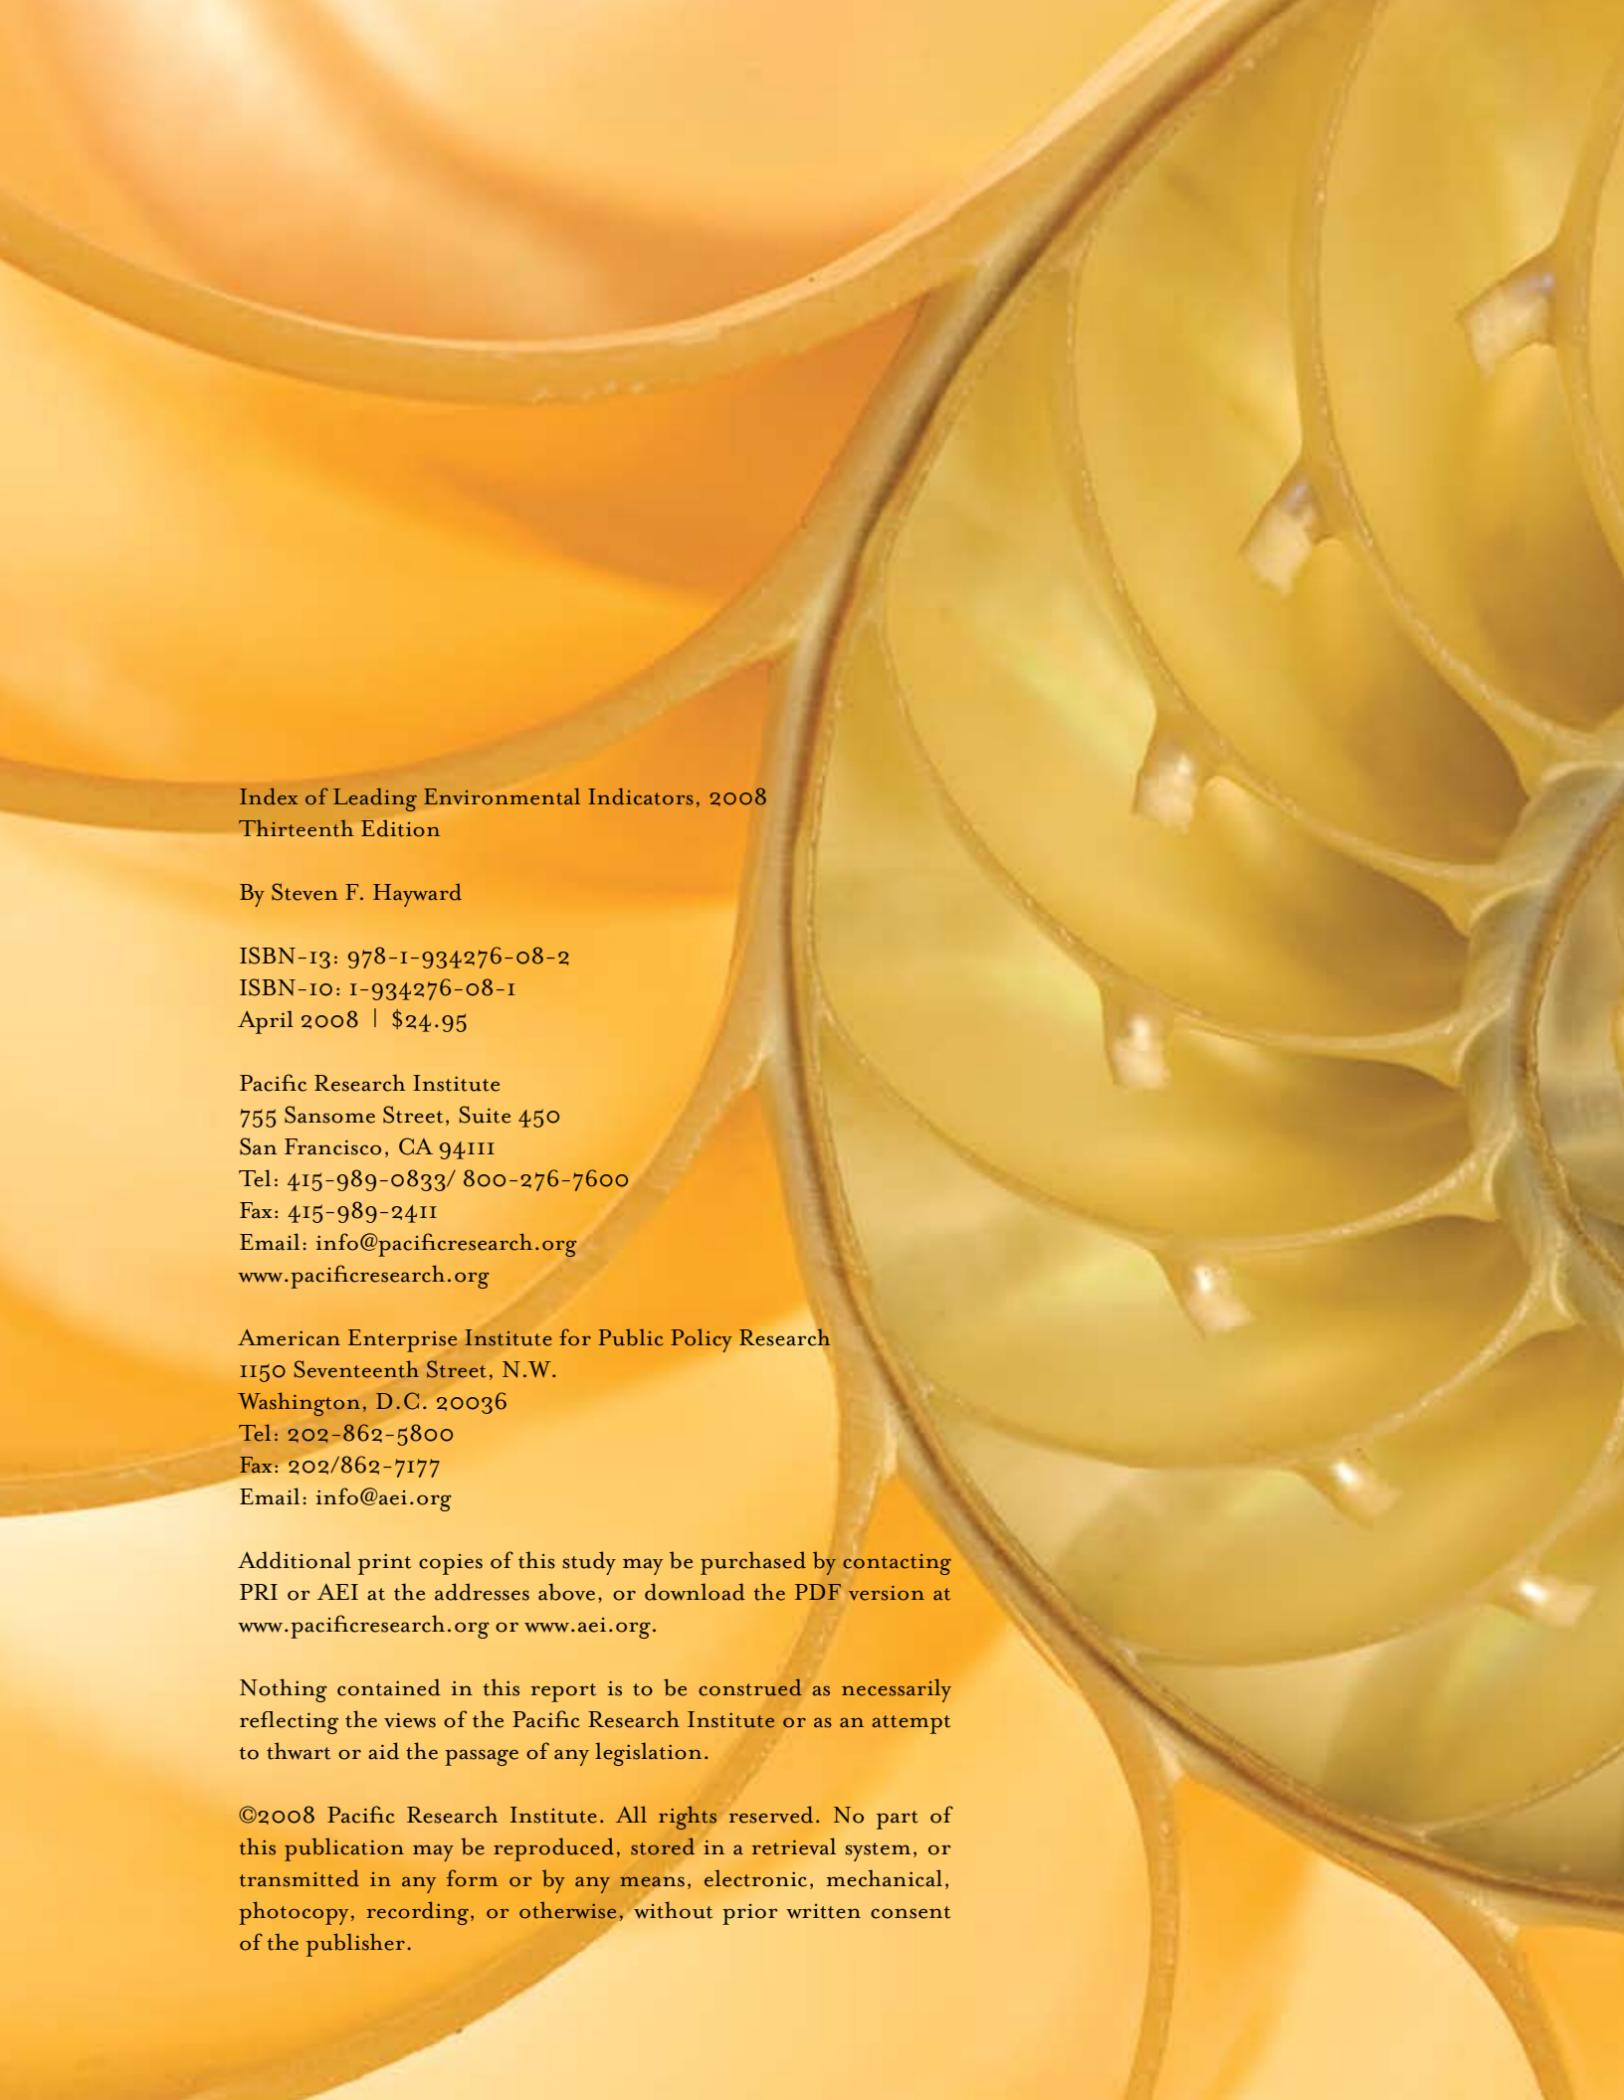 Index of Leading Environmental Indicators, 2008
Thirteenth Edition
By Steven F. Hayward
ISBN-13: 978-1-934276-08-2
ISBN-10: 1-934276-08-1
April 2008 | $24.95
Pacific Research Institute
755 Sansome Street, Suite 450
San Francisco, CA 94111
Tel: 415-989-0833/ 800-276-7600
Fax: 415-989-2411
Email: info@pacificresearch.org
www.pacificresearch.org
American Enterprise Institute for Public Policy Research
1150 Seventeenth Street, N.W.
Washington, D.C. 20036
Tel: 202-862-5800
Fax: 202/862-7177
Email: info@aei.org
Additional print copies of this study may be purchased by contacting
PRI or AEI at the addresses above, or download the PDF version at
www.pacificresearch.org or www.aei.org.
Nothing contained in this report is to be construed as necessarily
reflecting the views of the Pacific Research Institute or as an attempt
to thwart or aid the passage of any legislation.
©2008 Pacific Research Institute. All rights reserved. No part of
this publication may be reproduced, stored in a retrieval system, or
transmitted in any form or by any means, electronic, mechanical,
photocopy, recording, or otherwise, without prior written consent
of the publisher.